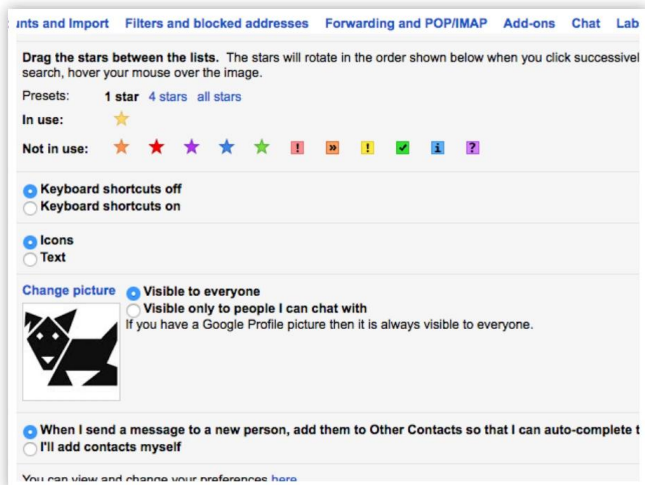 unts and Import Filters and blocked addresses Forwarding and POP/IMAP Add-ons Chat Lab
Drag the stars between the lists. The stars will rotate in the order shown below when you click successivel
search, hover your mouse over the image.
Presets: 1 star 4 stars all stars
In use:
Not in use:
Keyboard shortcuts off
Keyboard shortcuts on
Icons
Text
Change picture Visible to everyone
Visible only to people I can chat with
If you have a Google Profile picture then it is always visible to everyone.
When I send a message to a new person, add them to Other Contacts so that I can auto-complete t
I'll add contacts myself
You can view and change your preferences here